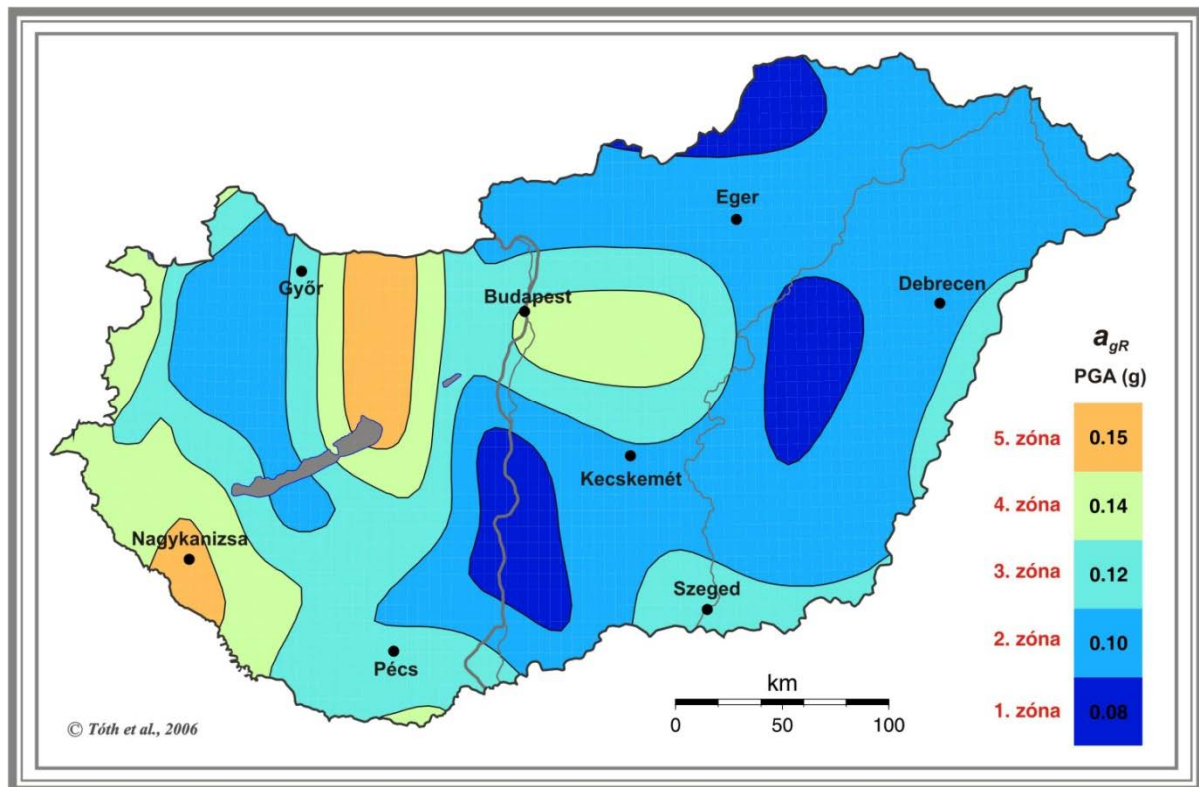 Eger
Debrecen
Győr
Budapest
a_gR
PGA (g)
5. zóna 0.15
Kecskemét
4. zóna 0.14
Nagykanizsa
3. zóna 0.12
Szeged
2. zóna 0.10
Pécs
km
1. zóna 0.08
0 50 100
© Tóth et al., 2006